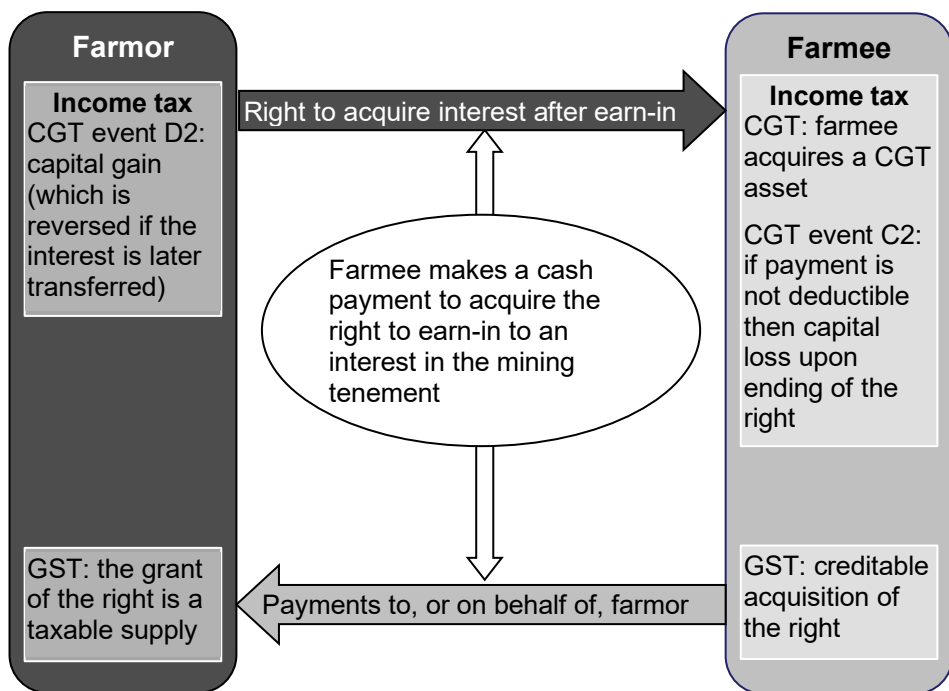 Farmor
Income tax
CGT event D2:
capital gain
(which is
reversed if the
interest is later
transferred)
GST: the grant
of the right is a
taxable supply
Right to acquire interest after earn-in
Farmee makes a cash
payment to acquire the
right to earn-in to an
interest in the mining
tenement
Payments to, or on behalf of, farmor
Farmee
Income tax
CGT: farmee
acquires a CGT
asset
CGT event C2:
if payment is
not deductible
then capital
loss upon
ending of the
right
GST: creditable
acquisition of
the right